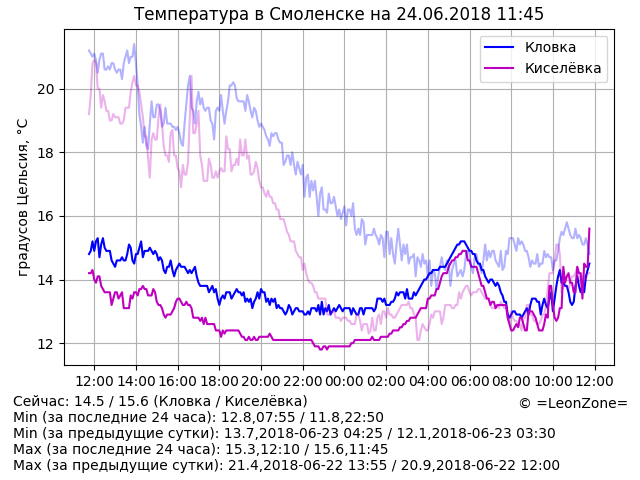 Температура в Смоленске на 24.06.2018 11:45
Кловка
Киселёвка
градусов Цельсия, °C
20
18
16
14
12
12:00 14:00 16:00 18:00 20:00 22:00 00:00 02:00 04:00 06:00 08:00 10:00 12:00
Сейчас: 14.5 / 15.6 (Кловка / Киселёвка)
© =LeonZone=
Min (за последние 24 часа): 12.8,07:55 / 11.8,22:50
Min (за предыдущие сутки): 13.7,2018-06-23 04:25 / 12.1,2018-06-23 03:30
Max (за последние 24 часа): 15.3,12:10 / 15.6,11:45
Max (за предыдущие сутки): 21.4,2018-06-22 13:55 / 20.9,2018-06-22 12:00